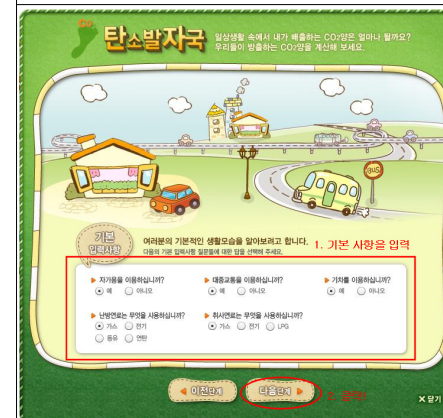 CO₂
탄소발자국
일상생활 속에서 내가 배출하는 CO2양은 얼마나 될까요?
우리들이 방출하는 CO2양을 계산해 보세요.
BUS
기본
입력사항
여러분의 기본적인 생활모습을 알아보려고 합니다.
1. 기본 사항을 입력
다음의 기본 입력사항 질문들에 대한 답을 선택해 주세요.
▶ 자가용을 이용하십니까?
예 아니오
▶ 대중교통을 이용하십니까?
예 아니오
▶ 기차를 이용하십니까?
예 아니오
▶ 난방연료는 무엇을 사용하십니까?
가스 전기
등유 연탄
▶ 취사연료는 무엇을 사용하십니까?
가스 전기 LPG
◀ 이전단계
다음단계 ▶
2.
X 닫기